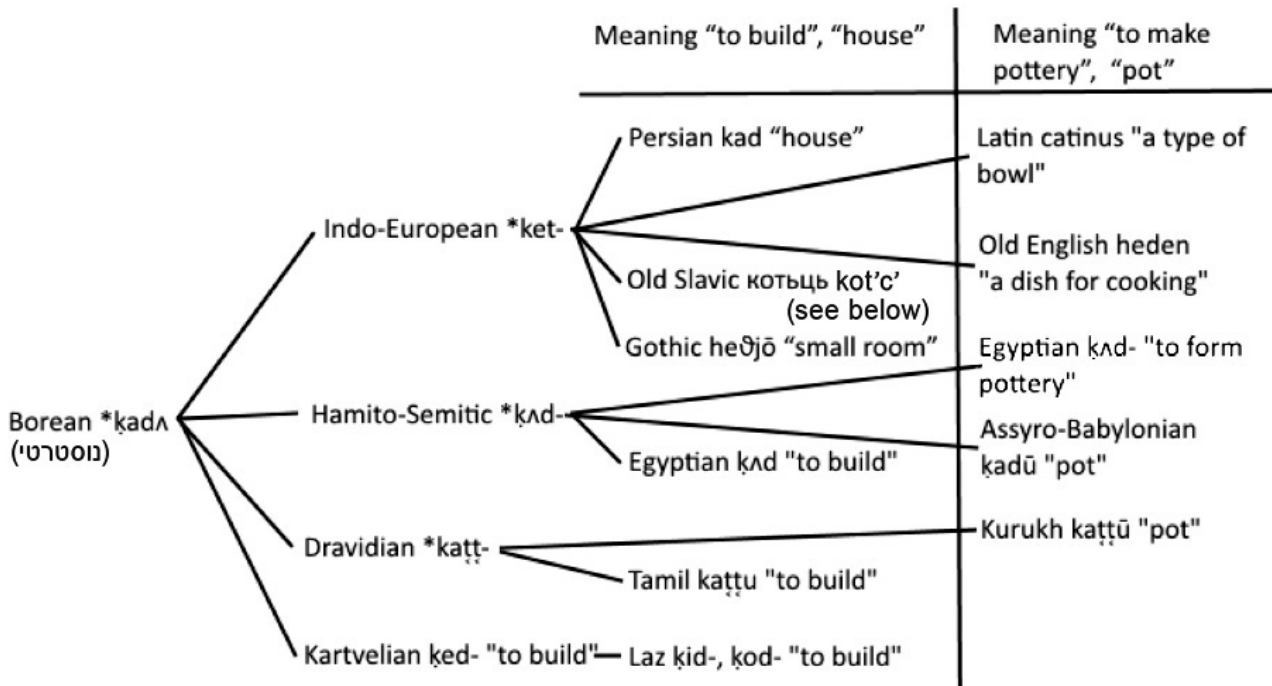 Meaning “to build”, “house”
Meaning “to make
pottery”, “pot”
Persian kad “house”
Latin catinus "a type of
bowl"
Indo-European *ket-
Old English heden
"a dish for cooking"
Old Slavic котьць kot’c’
(see below)
Gothic heϑjō “small room”
Egyptian ḳʌd- "to form
pottery"
Borean *ḳadʌ
(נוסטרטי)
Hamito-Semitic *ḳʌd-
Assyro-Babylonian
ḳadū "pot"
Egyptian ḳʌd "to build"
Kurukh kaṭṭū "pot"
Dravidian *kaṭṭ-
Tamil kaṭṭu "to build"
Kartvelian ḳed- "to build"
Laz ḳid-, ḳod- "to build"